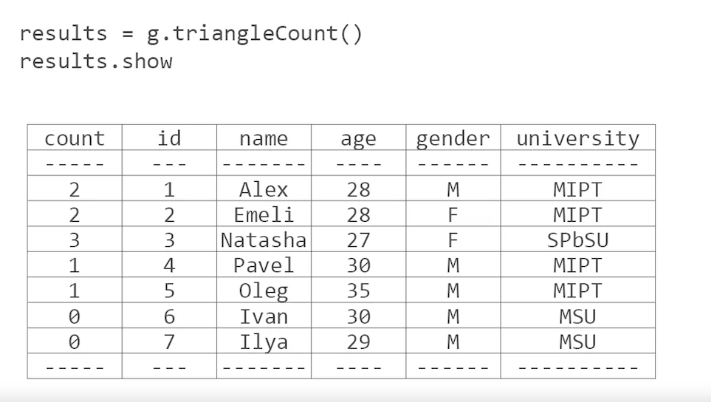 results = g.triangleCount()
results.show
count id name age gender university
----- --- ------- ---- ------ ----------
2 1 Alex 28 M MIPT
2 2 Emeli 28 F MIPT
3 3 Natasha 27 F SPbSU
1 4 Pavel 30 M MIPT
1 5 Oleg 35 M MIPT
0 6 Ivan 30 M MSU
0 7 Ilya 29 M MSU
----- --- ------- ---- ------ ----------